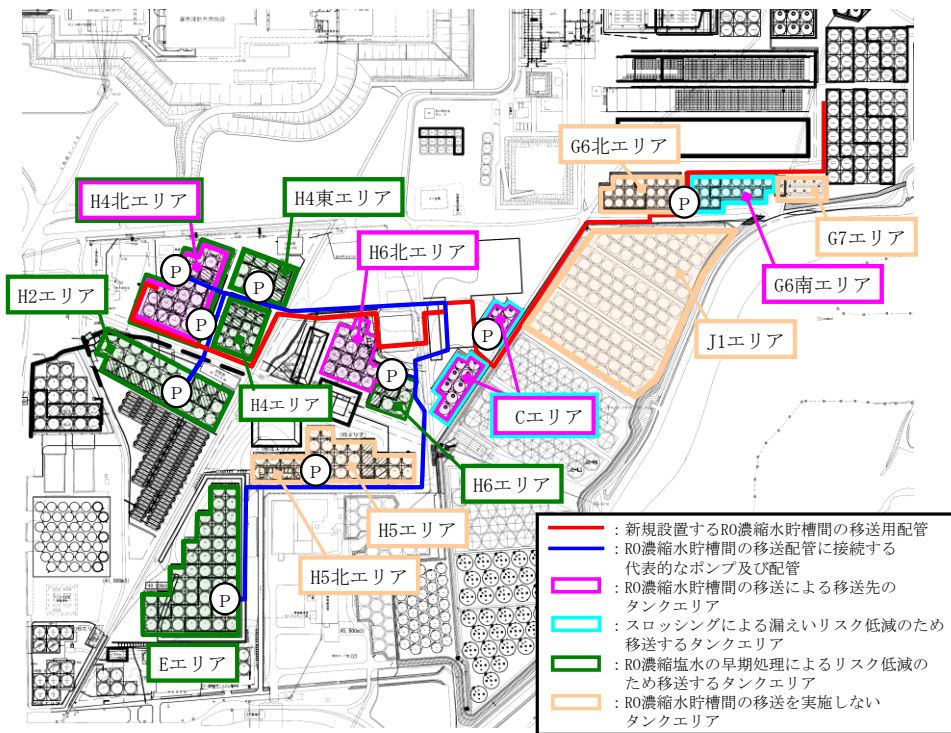 G6北エリア
H4北エリア
H4東エリア
P
G7エリア
H6北エリア
P
P
G6南エリア
H2エリア
P
P
J1エリア
P
P
Cエリア
H4エリア
P
H6エリア
H5エリア
H5北エリア
P
Eエリア
：新規設置するRO濃縮水貯槽間の移送用配管
：RO濃縮水貯槽間の移送配管に接続する
代表的なポンプ及び配管
：RO濃縮水貯槽間の移送による移送先の
タンクエリア
：スロッシングによる漏えいリスク低減のため
移送するタンクエリア
：RO濃縮塩水の早期処理によるリスク低減の
ため移送するタンクエリア
：RO濃縮水貯槽間の移送を実施しない
タンクエリア